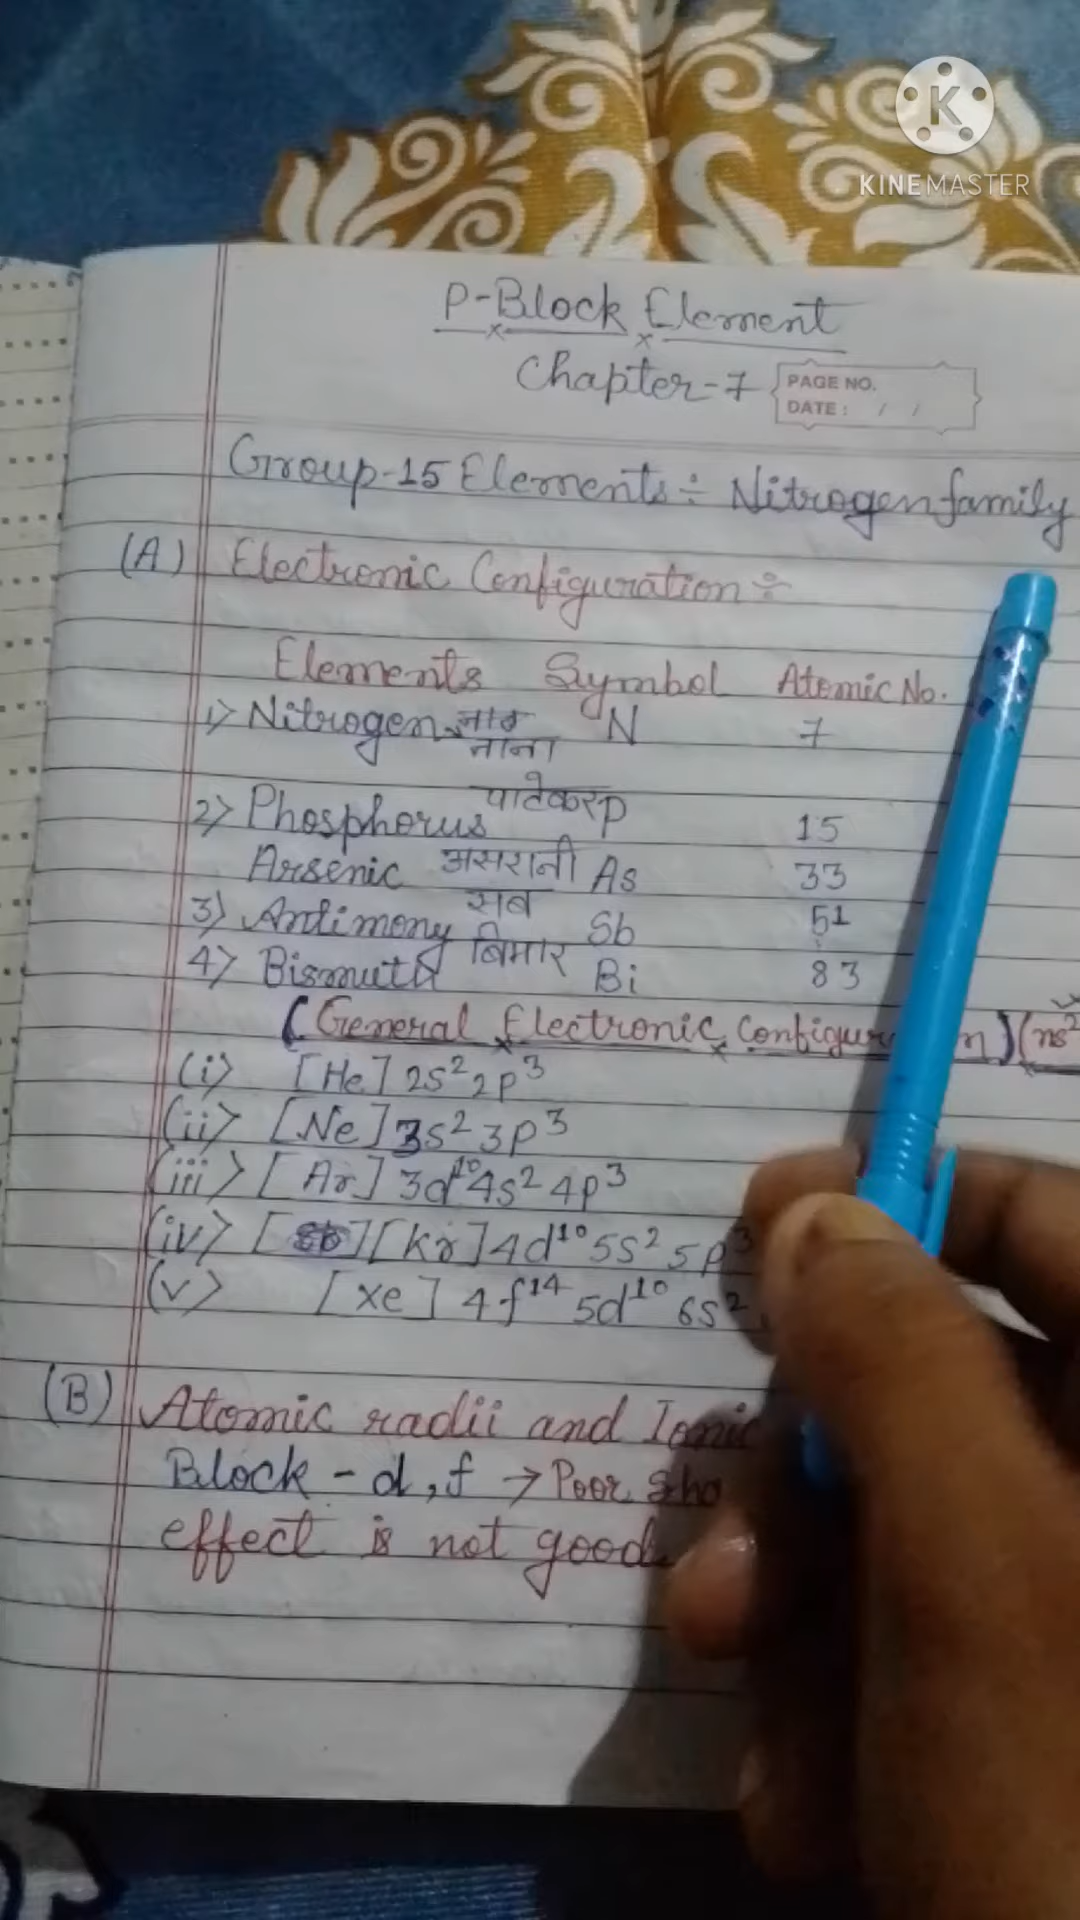 KINEMASTER
P-Block Element
Chapter-7
PAGE NO.
DATE : / /
Group-15 Elements÷ Nitrogen family
(A) Electronic Configuration÷
Elements Symbol Atomic No.
1> Nitrogen N 7
नाना
2> Phosphorus पाटेकर P 15
Arsenic असरानी As 33
3> Antimony सब Sb 51
4> Bismuth बिमार Bi 83
(General Electronic Configur n) (ns²
(i) [He] 2s² 2p³
(ii> [Ne] 3s² 3p³
(iii> [Ar] 3d¹⁰ 4s² 4p³
(iv> [ ] [Kr] 4d¹⁰ 5s² 5p³
(v> [Xe] 4f¹⁴ 5d¹⁰ 6s²
(B) Atomic radii and Ionic
Block - d, f → Poor
effect is not good